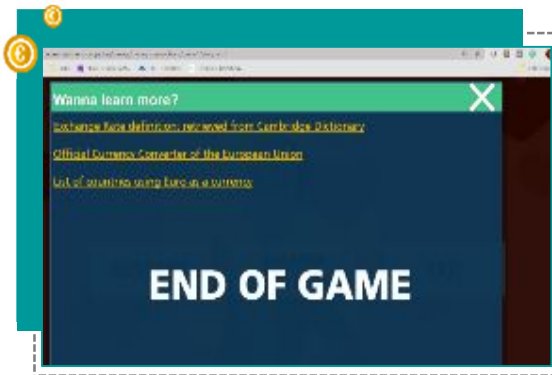 Wanna learn more?
Exchange Rate definition, retrieved from Cambridge Dictionary
Official Currency Converter of the European Union
List of countries using Euro as a currency
END OF GAME